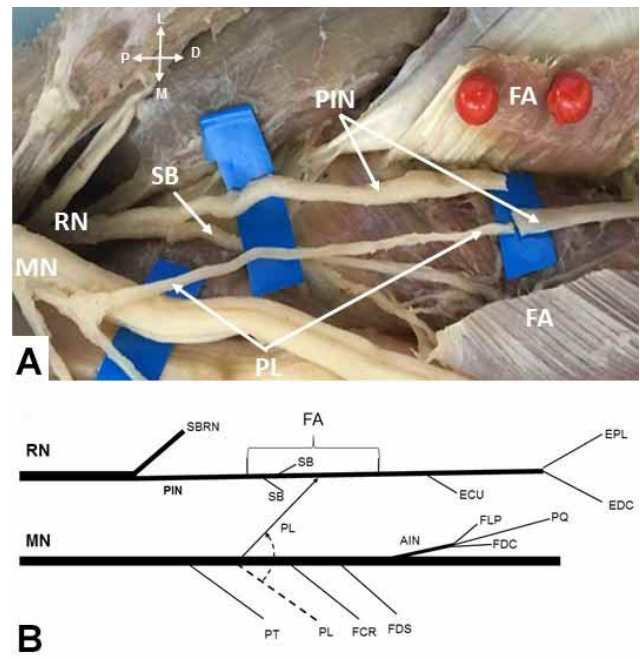 L
P D
M
FA
PIN
SB
RN
MN
FA
PL
A
FA
RN
SBRN
EPL
SB
PIN
SB
ECU
EDC
MN
PL
AIN
FLP
PQ
FDC
PT
PL
FCR
FDS
B